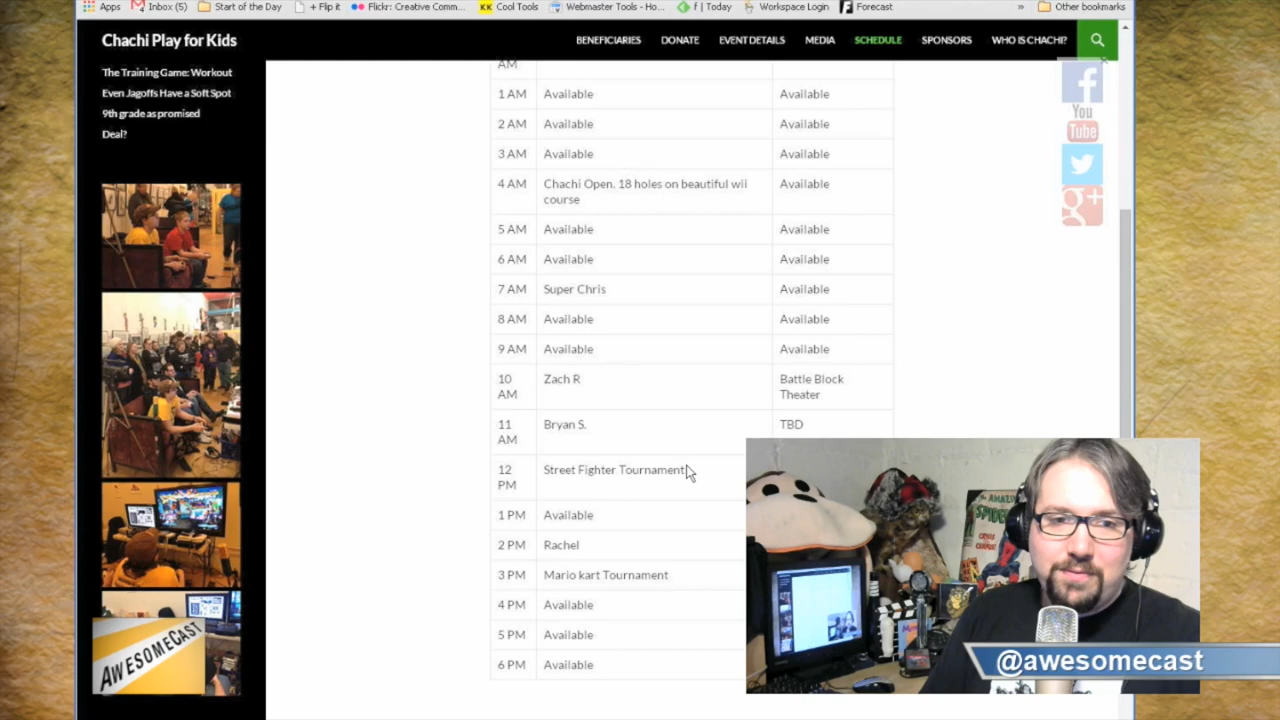 Apps Inbox (5) Start of the Day + Flip it Flickr: Creative Comm... KK Cool Tools Webmaster Tools - Ho... f | Today Workspace Login Forecast » Other bookmarks
Chachi Play for Kids BENEFICIARIES DONATE EVENT DETAILS MEDIA SCHEDULE SPONSORS WHO IS CHACHI?
The Training Game: Workout
Even Jagoffs Have a Soft Spot
9th grade as promised
Deal?
AM
1 AM Available Available
2 AM Available Available
3 AM Available Available
4 AM Chachi Open. 18 holes on beautiful wii Available
course
5 AM Available Available
6 AM Available Available
7 AM Super Chris Available
8 AM Available Available
9 AM Available Available
10 Zach R Battle Block
AM Theater
11 Bryan S. TBD
AM
12 Street Fighter Tournament
PM
1 PM Available
2 PM Rachel
3 PM Mario kart Tournament
4 PM Available
5 PM Available
6 PM Available
f
You
Tube
g+
AWESOMECAST
THE AMAZING
SPIDER
@awesomecast